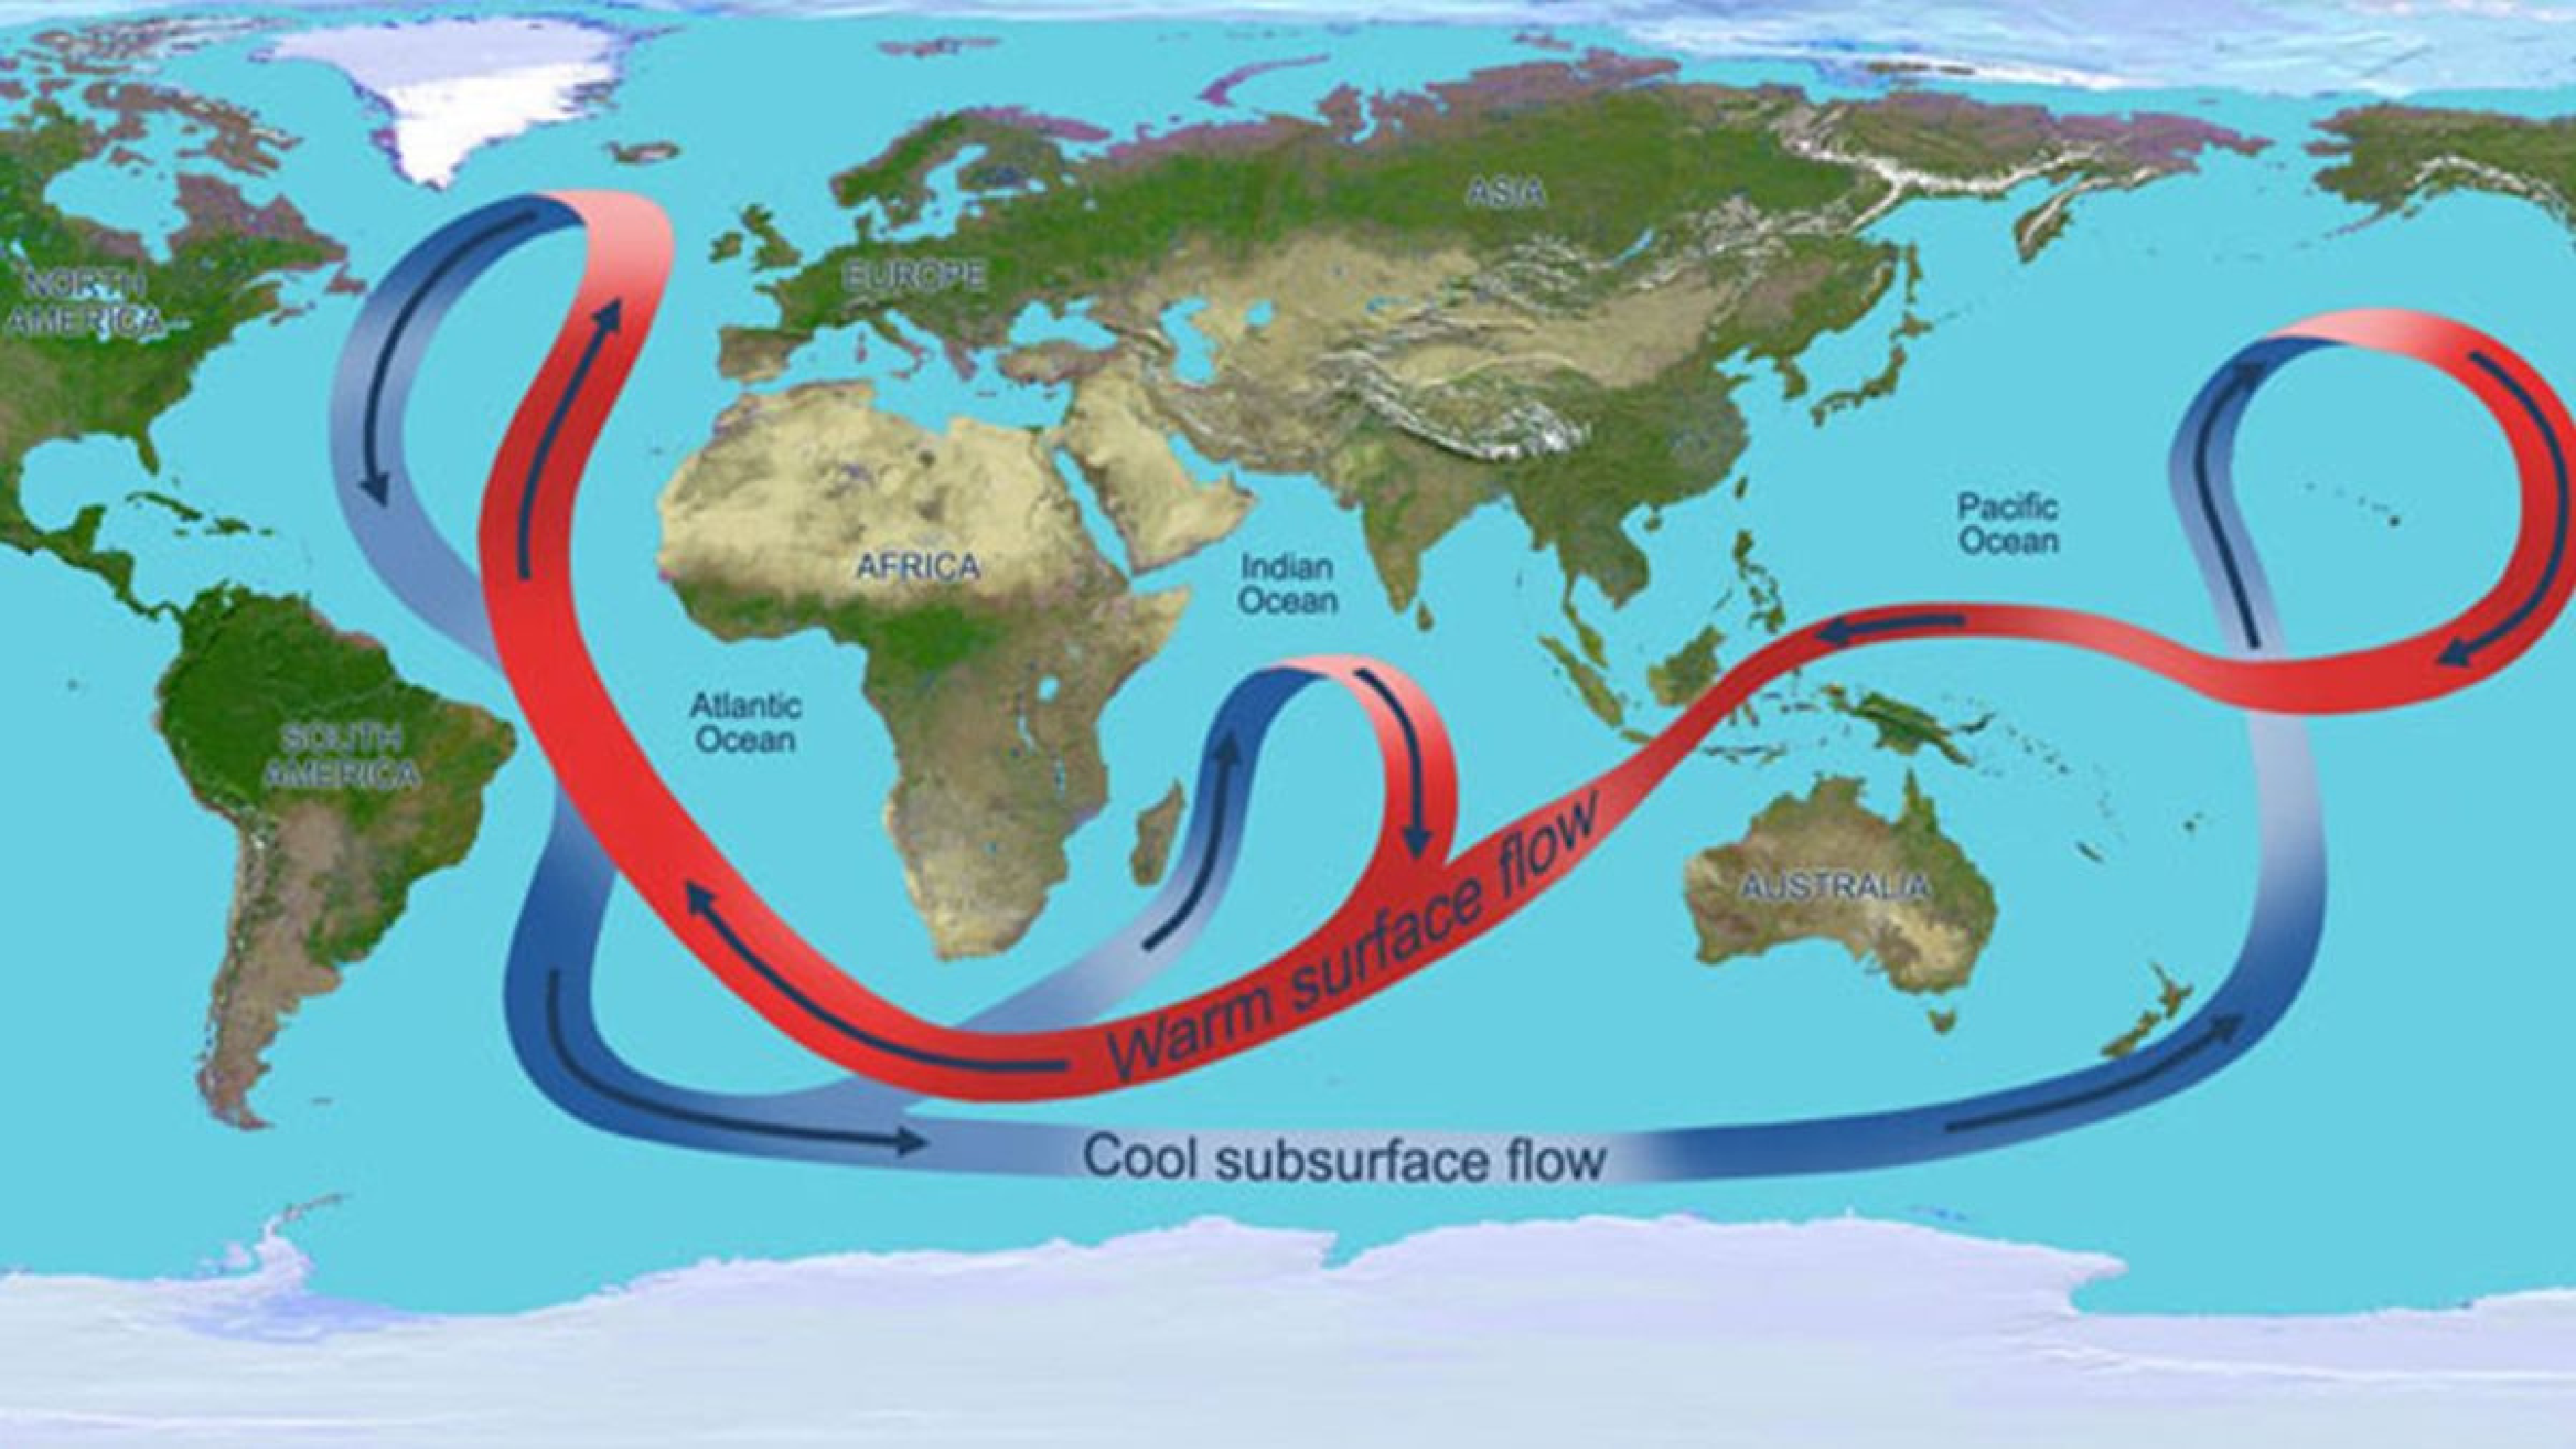 ASIA
NORTH
AMERICA
EUROPE
Pacific
Ocean
AFRICA
Indian
Ocean
Atlantic
Ocean
SOUTH
AMERICA
AUSTRALIA
Warm surface flow
Cool subsurface flow